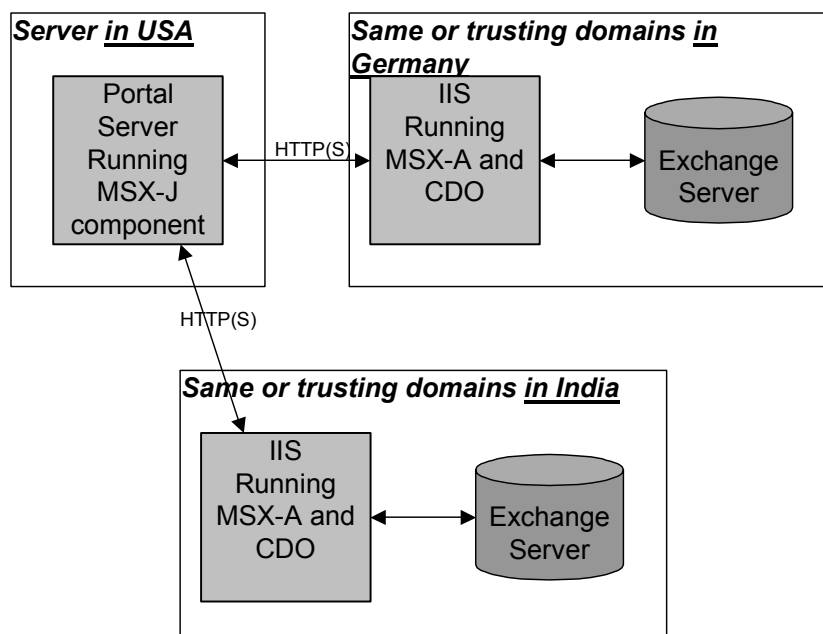 Server in USA
Portal
Server
Running
MSX-J
component
HTTP(S)
Same or trusting domains in
Germany
IIS
Running
MSX-A and
CDO
Exchange
Server
HTTP(S)
Same or trusting domains in India
IIS
Running
MSX-A and
CDO
Exchange
Server